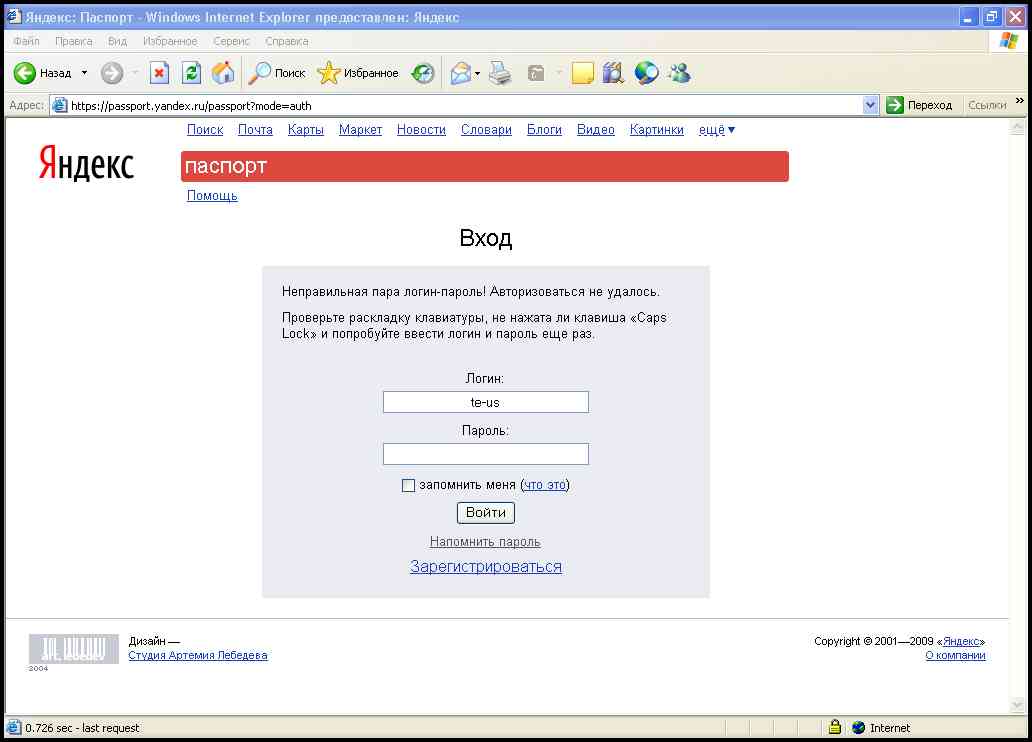 Яндекс: Паспорт - Windows Internet Explorer предоставлен: Яндекс
Файл Правка Вид Избранное Сервис Справка
Назад Поиск Избранное
Адрес: https://passport.yandex.ru/passport?mode=auth Переход Ссылки »
Поиск Почта Карты Маркет Новости Словари Блоги Видео Картинки ещё ▼
Яндекс паспорт
Помощь
Вход
Неправильная пара логин-пароль! Авторизоваться не удалось.
Проверьте раскладку клавиатуры, не нажата ли клавиша «Caps
Lock» и попробуйте ввести логин и пароль еще раз.
Логин:
te-us
Пароль:
запомнить меня (что это)
Войти
Напомнить пароль
Зарегистрироваться
art. lebedev
2004
Дизайн —
Студия Артемия Лебедева
Copyright © 2001—2009 «Яндекс»
О компании
0.726 sec - last request Internet